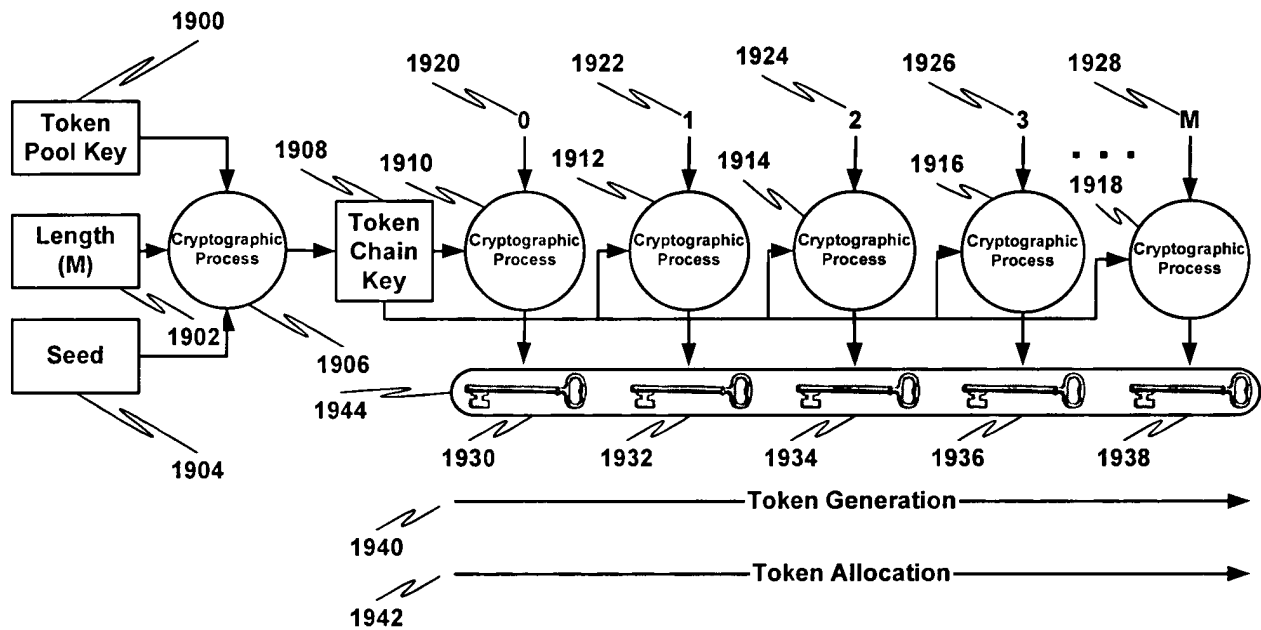 1900
1920
1922
1924
1926
1928
Token
Pool Key
0
1
2
3
M
. . .
1908
1910
1912
1914
1916
1918
Length
(M)
Cryptographic
Process
Token
Chain
Key
Cryptographic
Process
Cryptographic
Process
Cryptographic
Process
Cryptographic
Process
Cryptographic
Process
1902
Seed
1906
1944
1904
1930
1932
1934
1936
1938
Token Generation
1940
Token Allocation
1942